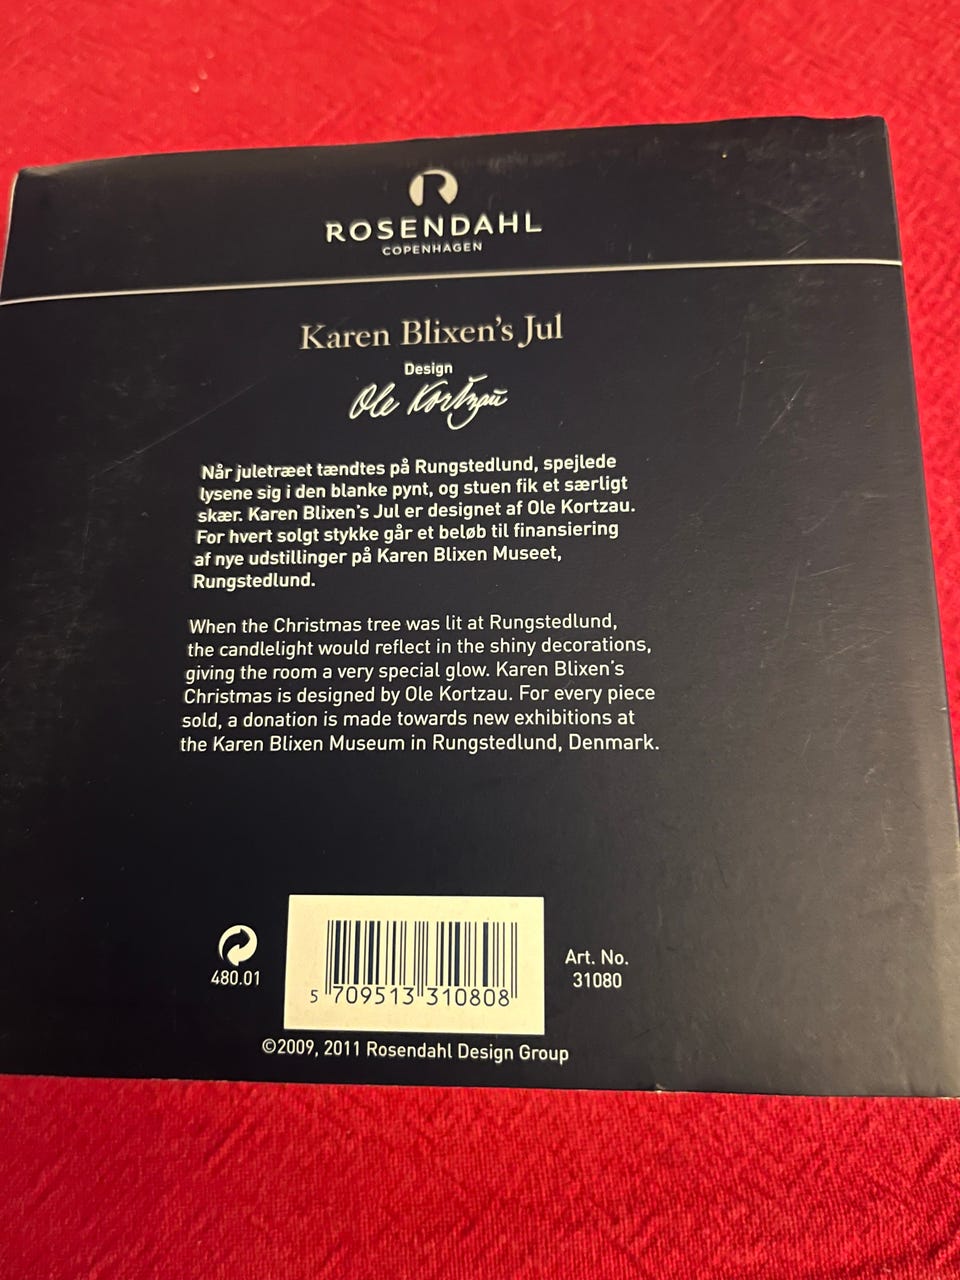 ROSENDAHL
COPENHAGEN
Karen Blixen's Jul
Design
Ole Kortzau
Når juletræet tændtes på Rungstedlund, spejlede
lysene sig i den blanke pynt, og stuen fik et særligt
skær. Karen Blixen's Jul er designet af Ole Kortzau.
For hvert solgt stykke går et beløb til finansiering
af nye udstillinger på Karen Blixen Museet,
Rungstedlund.
When the Christmas tree was lit at Rungstedlund,
the candlelight would reflect in the shiny decorations,
giving the room a very special glow. Karen Blixen's
Christmas is designed by Ole Kortzau. For every piece
sold, a donation is made towards new exhibitions at
the Karen Blixen Museum in Rungstedlund, Denmark.
480.01
5 709513 310808
Art. No.
31080
©2009, 2011 Rosendahl Design Group